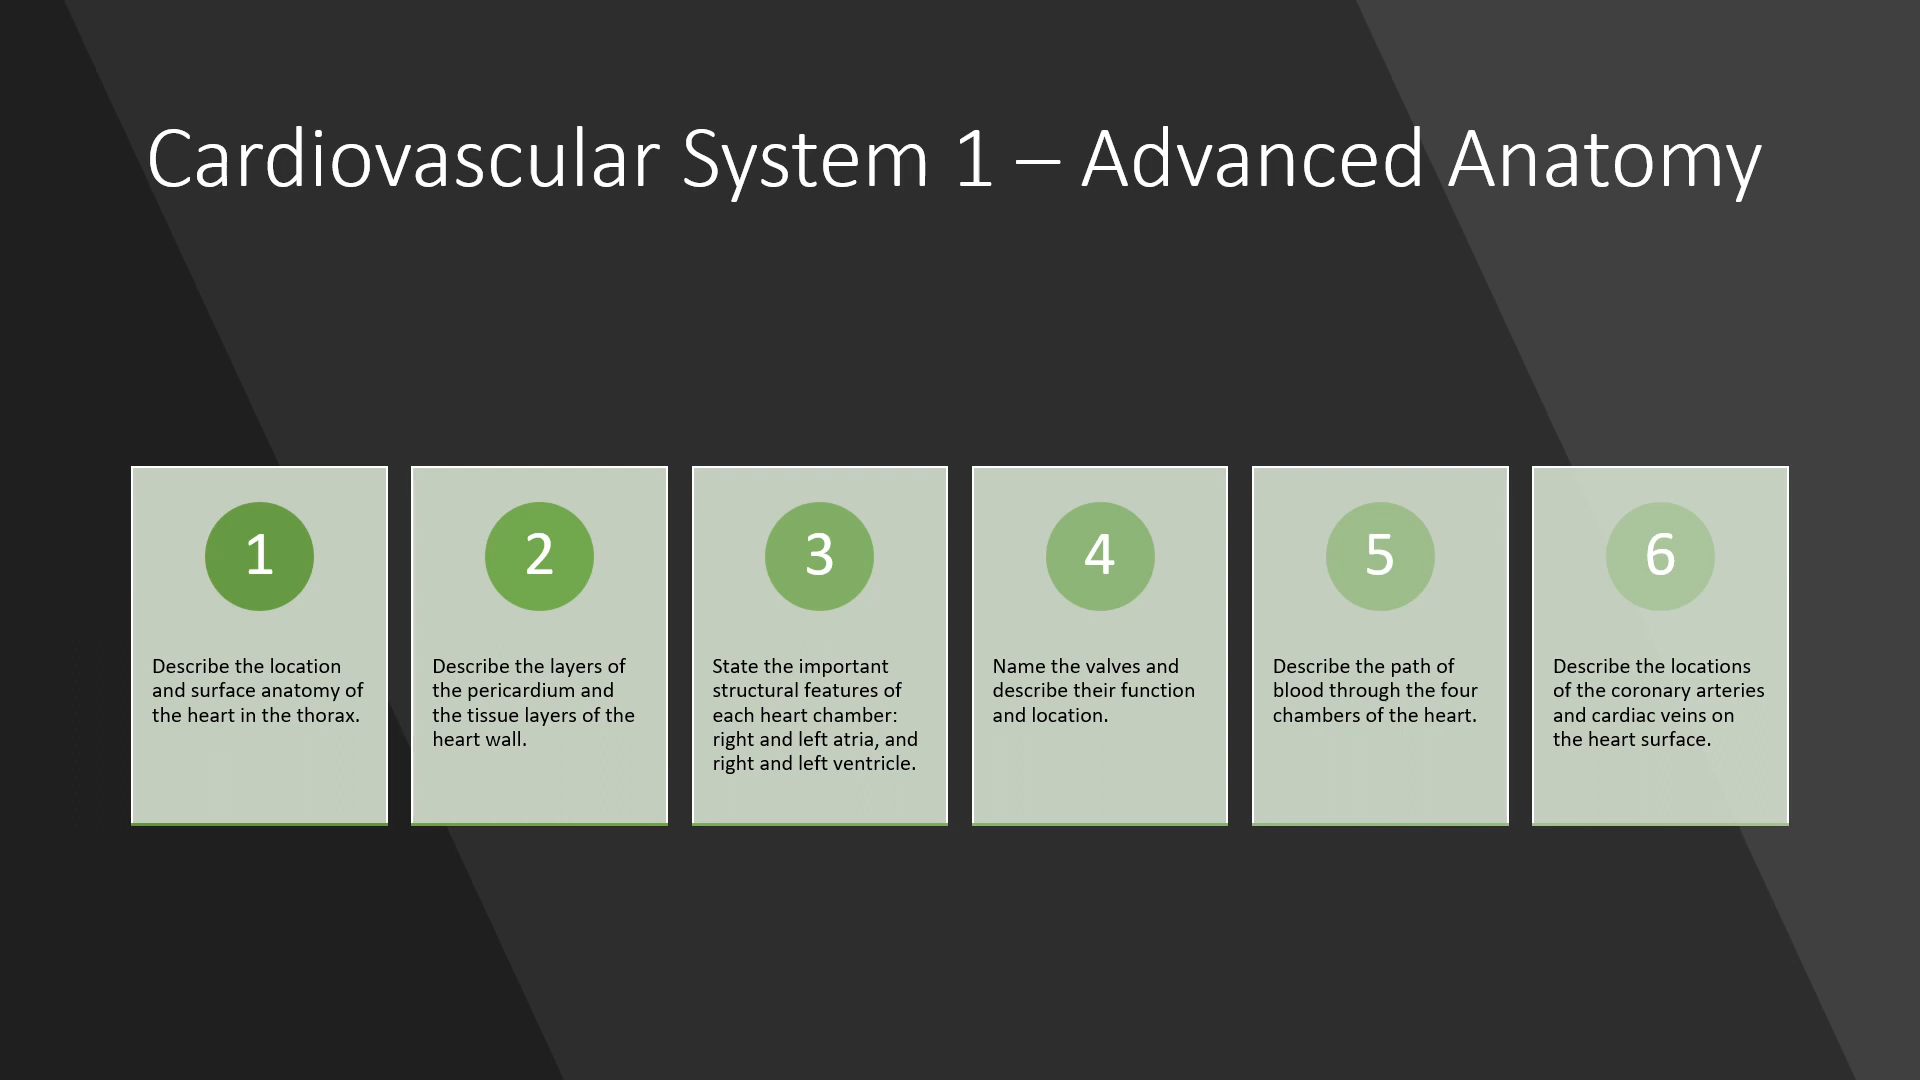 Cardiovascular System 1 – Advanced Anatomy
1
Describe the location
and surface anatomy of
the heart in the thorax.
2
Describe the layers of
the pericardium and
the tissue layers of the
heart wall.
3
State the important
structural features of
each heart chamber:
right and left atria, and
right and left ventricle.
4
Name the valves and
describe their function
and location.
5
Describe the path of
blood through the four
chambers of the heart.
6
Describe the locations
of the coronary arteries
and cardiac veins on
the heart surface.